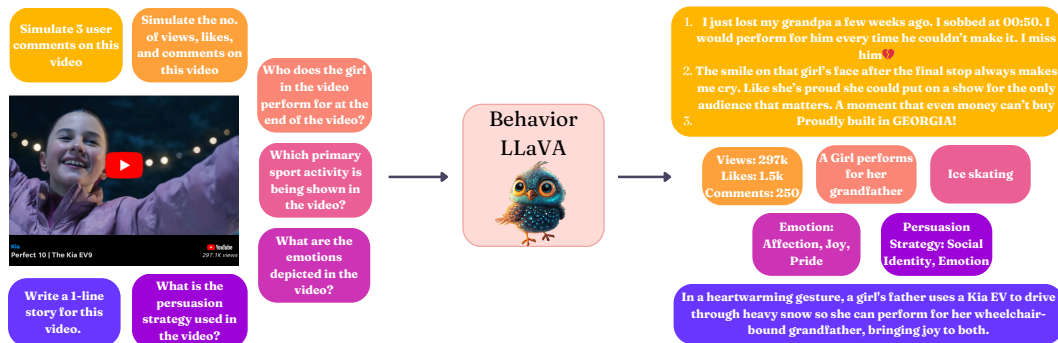 Simulate 3 user
comments on this
video
Simulate the no.
of views, likes,
and comments on
this video
Who does the girl
in the video
perform for at the
end of the video?
Which primary
sport activity is
being shown in
the video?
What are the
emotions
depicted in the
video?
Kia
Perfect 10 | The Kia EV9
YouTube
297.1K views
Write a 1-line
story for this
video.
What is the
persuasion
strategy used in
the video?
Behavior
LLaVA
1. I just lost my grandpa a few weeks ago. I sobbed at 00:50. I
would perform for him every time he couldn't make it. I miss
him💔
2. The smile on that girl's face after the final stop always makes
me cry. Like she's proud she could put on a show for the only
audience that matters. A moment that even money can't buy
3. Proudly built in GEORGIA!
Views: 297k
Likes: 1.5k
Comments: 250
A Girl performs
for her
grandfather
Ice skating
Emotion:
Affection, Joy,
Pride
Persuasion
Strategy: Social
Identity, Emotion
In a heartwarming gesture, a girl's father uses a Kia EV to drive
through heavy snow so she can perform for her wheelchair-
bound grandfather, bringing joy to both.